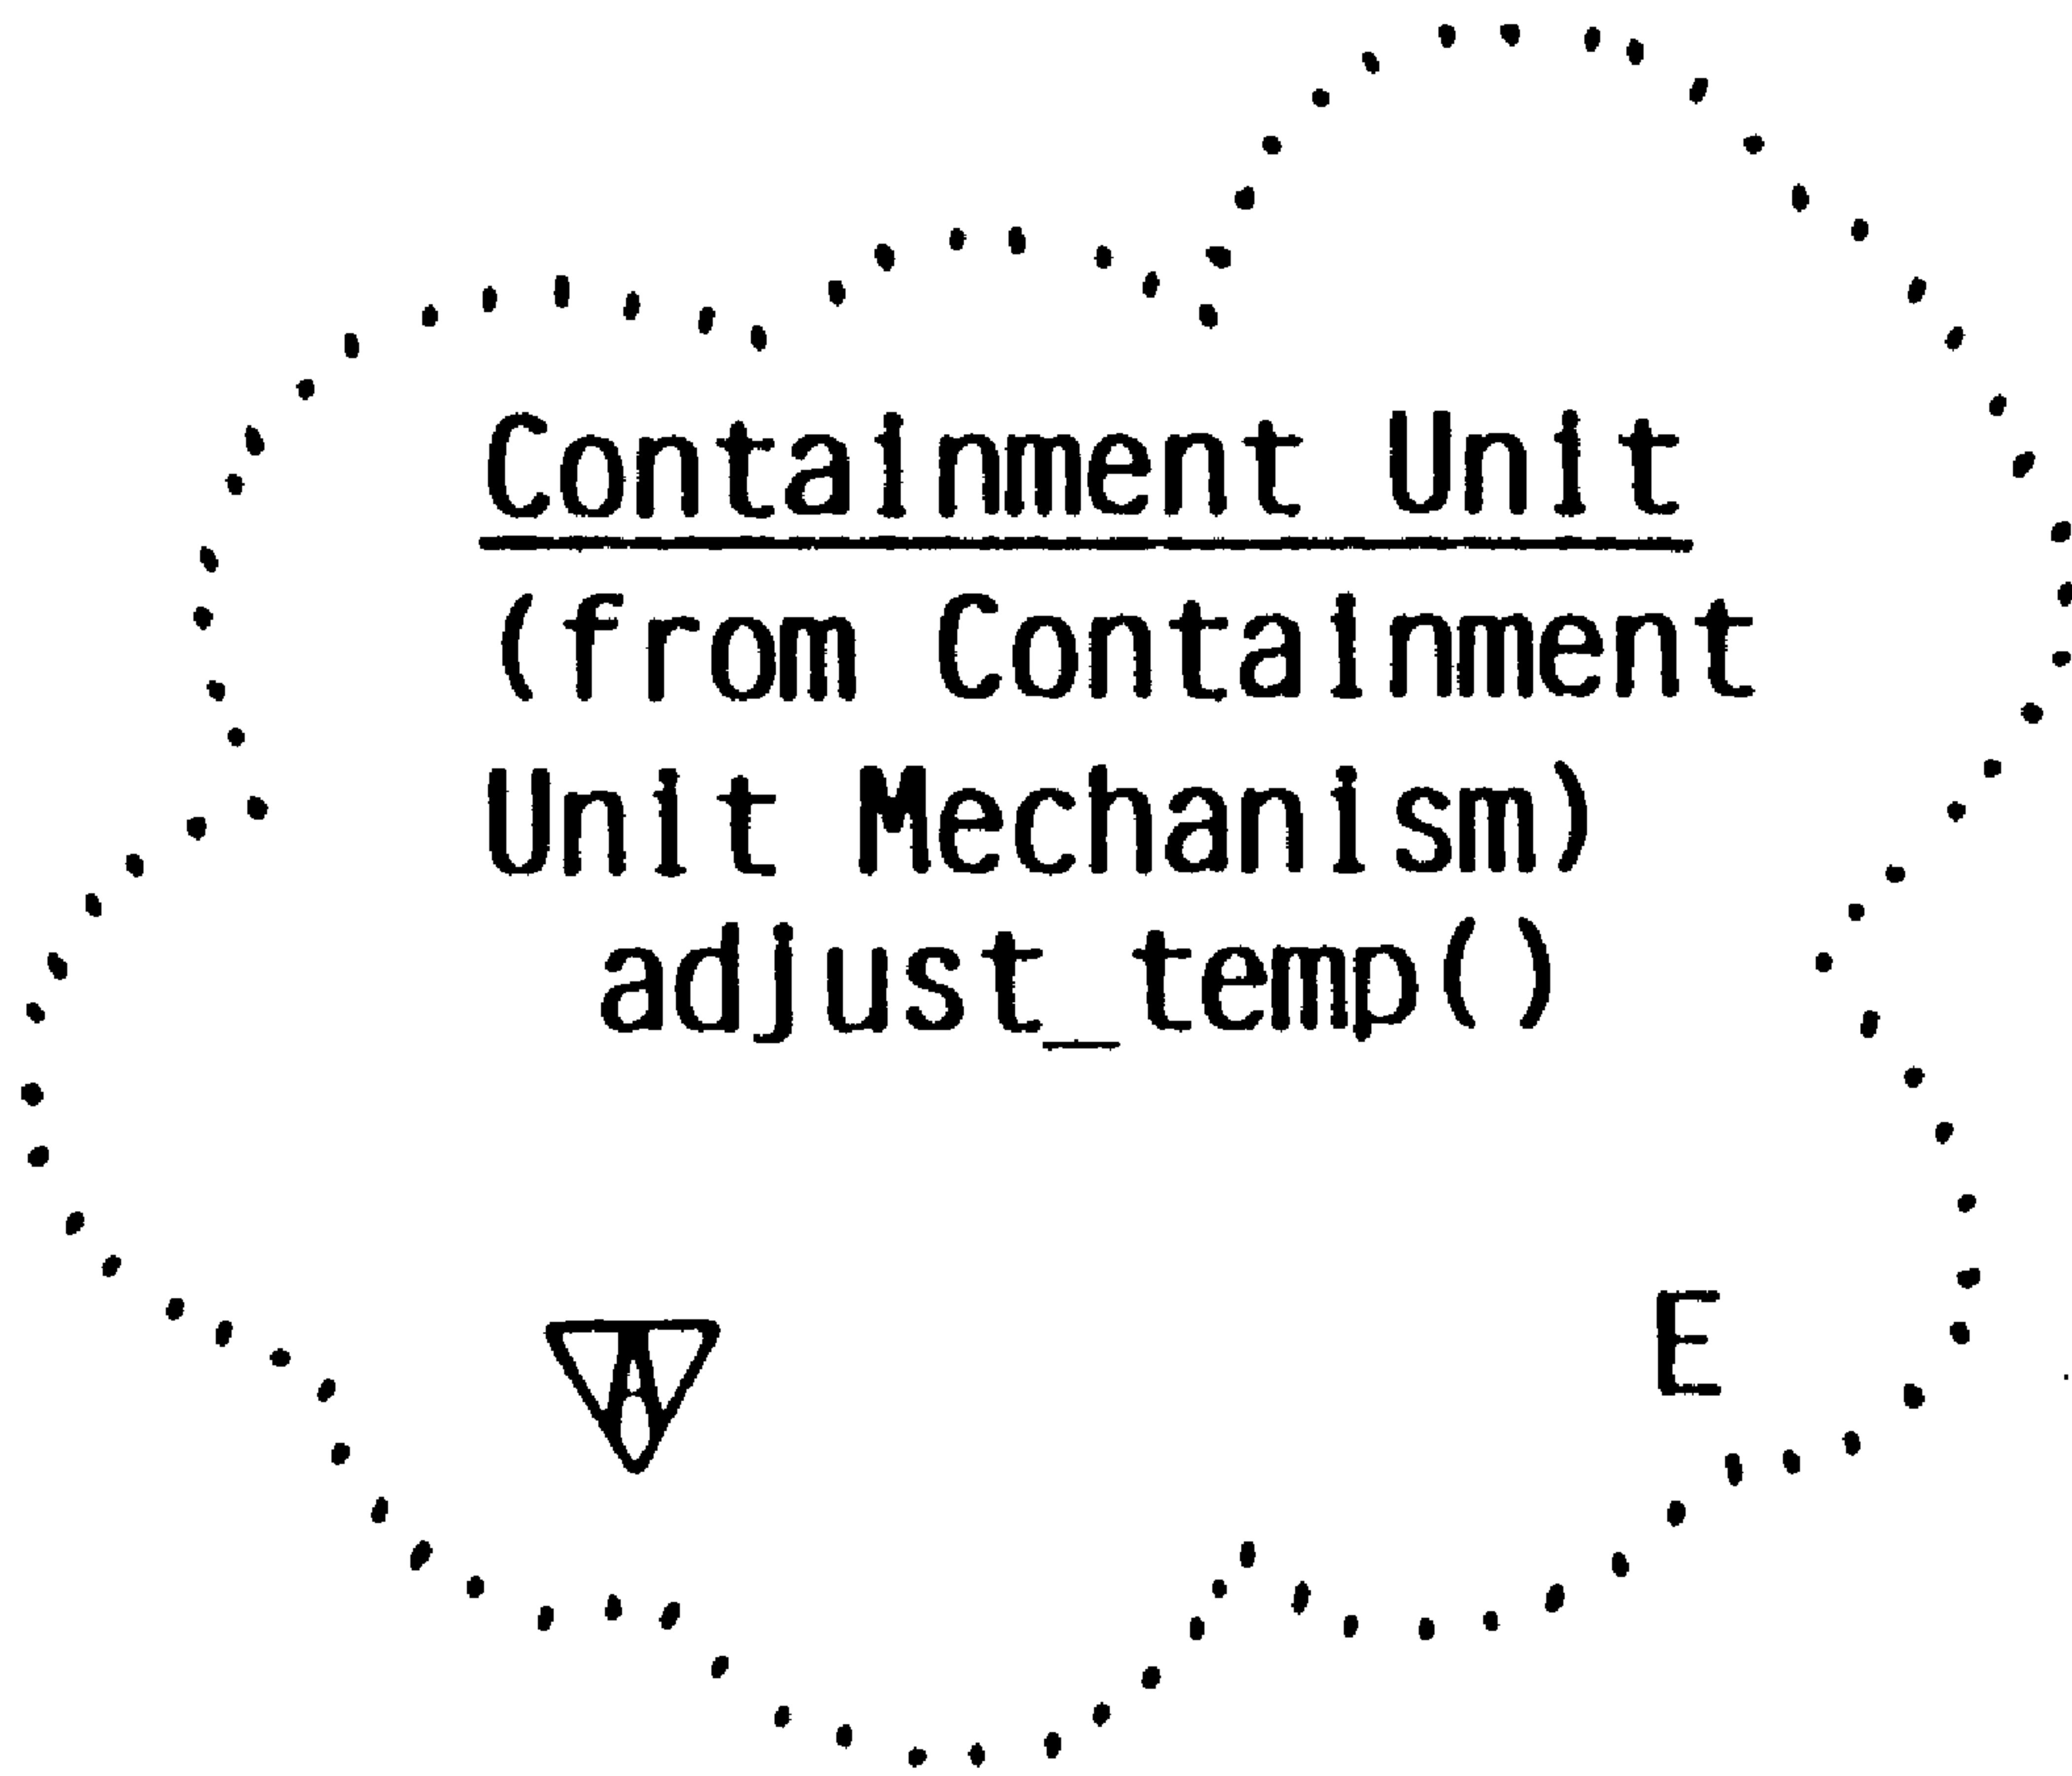 Containment Unit
(from Containment
Unit Mechanism)
adjust_temp()
A
E